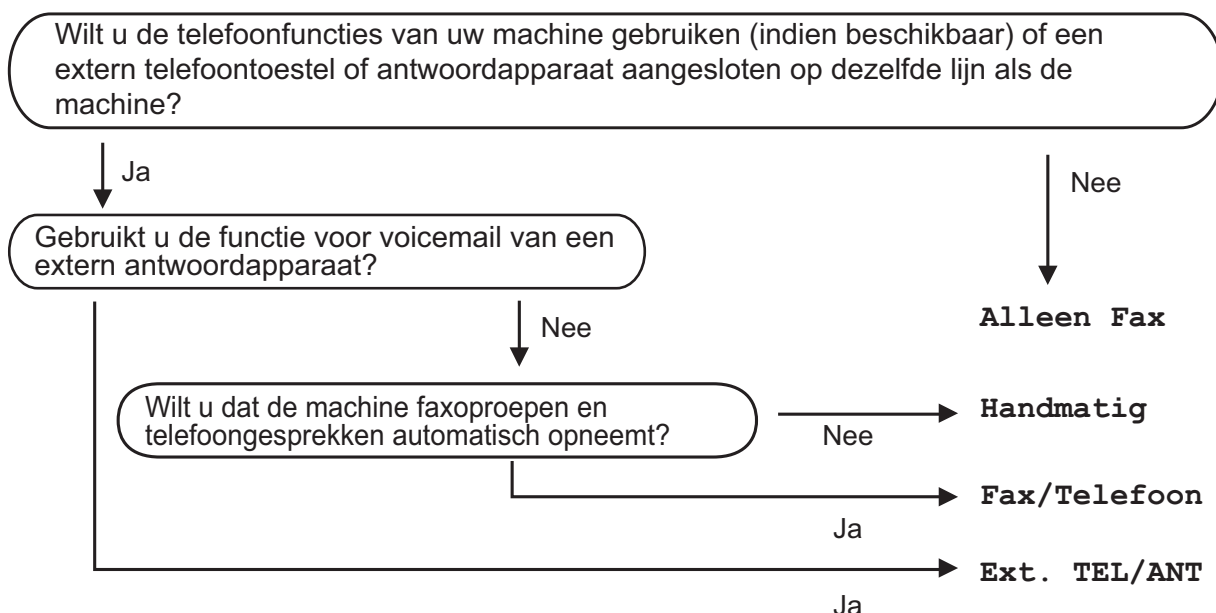 Wilt u de telefoonfuncties van uw machine gebruiken (indien beschikbaar) of een
extern telefoontoestel of antwoordapparaat aangesloten op dezelfde lijn als de
machine?
Ja
Nee
Gebruikt u de functie voor voicemail van een
extern antwoordapparaat?
Nee
Alleen Fax
Wilt u dat de machine faxoproepen en
telefoongesprekken automatisch opneemt?
Nee
Handmatig
Ja
Fax/Telefoon
Ja
Ext. TEL/ANT